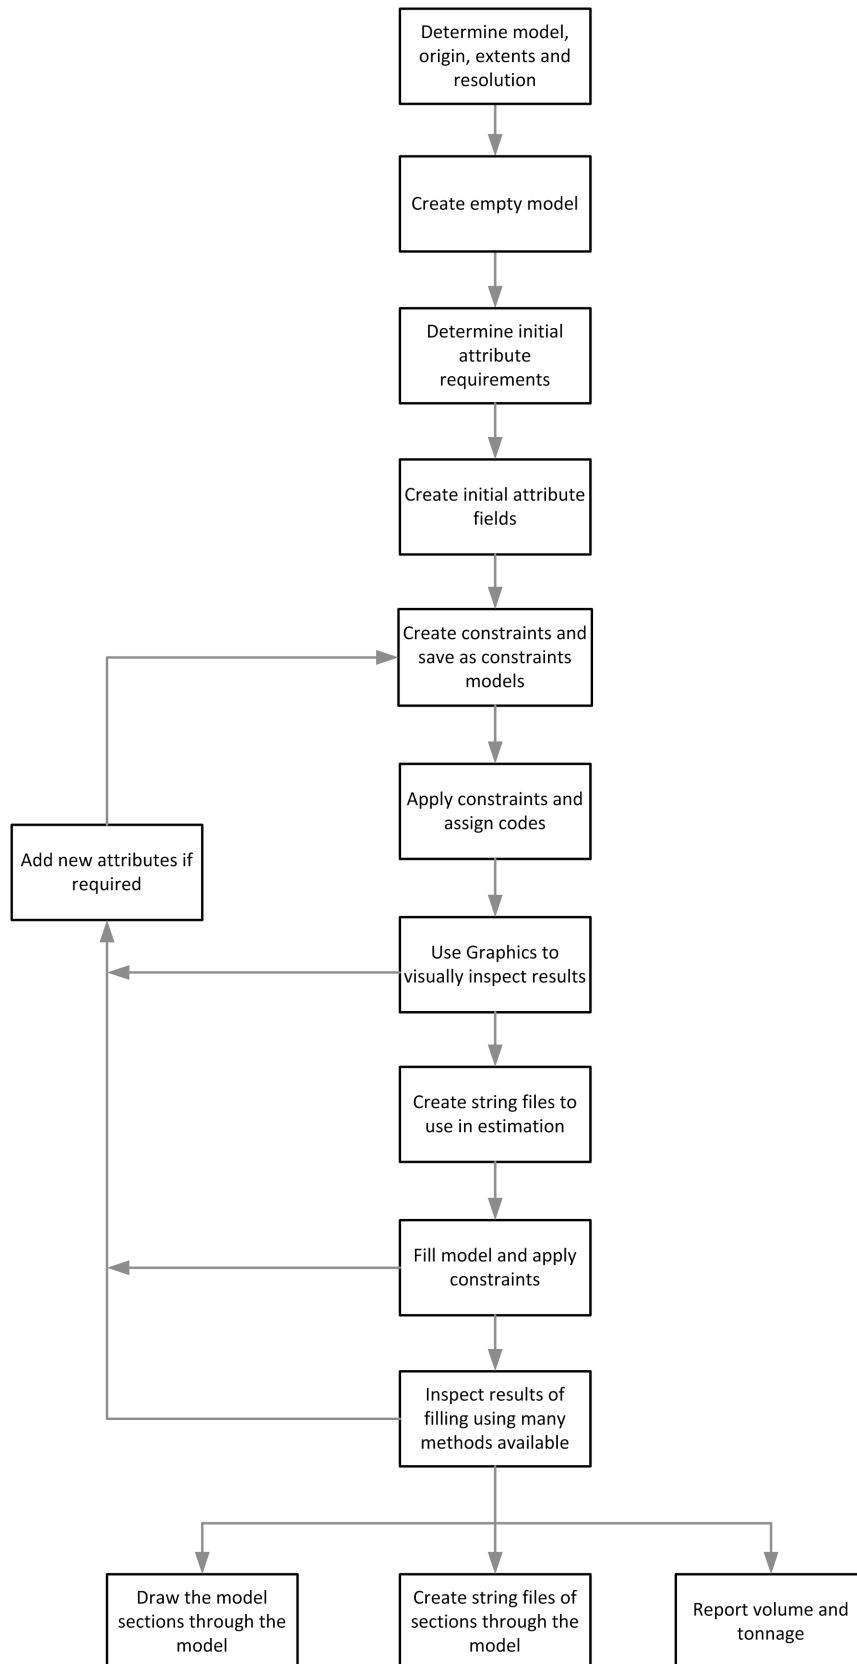 Determine model,
origin, extents and
resolution
Create empty model
Determine initial
attribute
requirements
Create initial attribute
fields
Create constraints and
save as constraints
models
Apply constraints and
assign codes
Add new attributes if
required
Use Graphics to
visually inspect results
Create string files to
use in estimation
Fill model and apply
constraints
Inspect results of
filling using many
methods available
Draw the model
sections through the
model
Create string files of
sections through the
model
Report volume and
tonnage